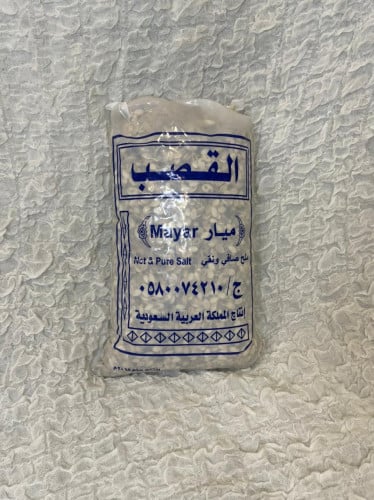 القصب
ميار Mayar
ملح صافي ونقي Net & Pure Salt
ج/٠٥٨٠٠٧٤٢١٠
إنتاج المملكة العربية السعودية